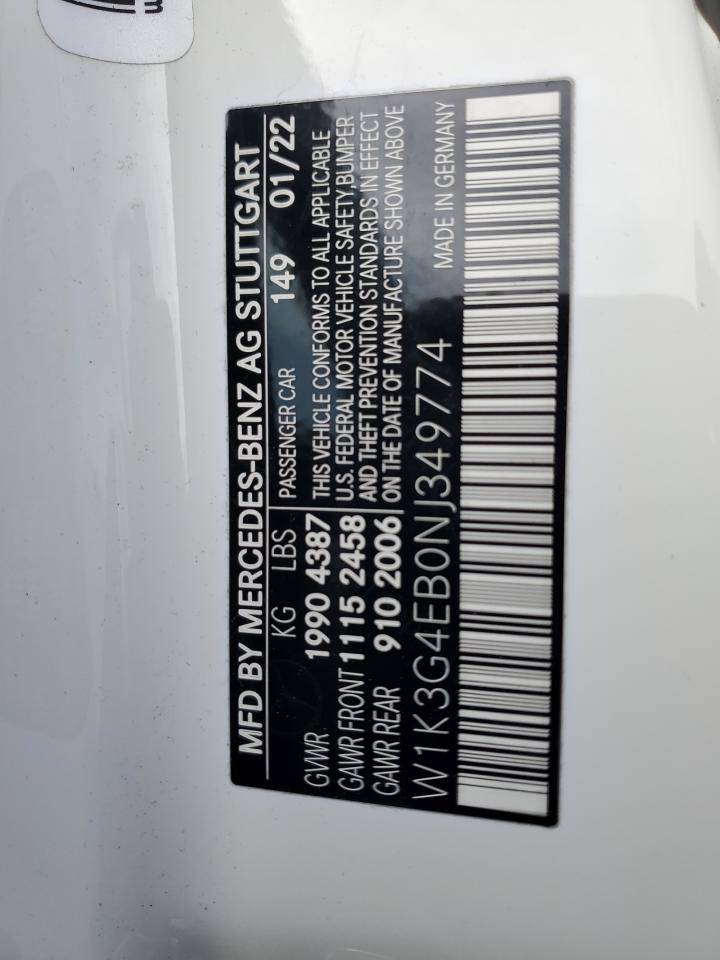 MFD BY MERCEDES-BENZ AG STUTTGART
KG LBS PASSENGER CAR 149 01/22
GVWR 1990 4387
GAWR FRONT 1115 2458
GAWR REAR 910 2006
THIS VEHICLE CONFORMS TO ALL APPLICABLE
U.S. FEDERAL MOTOR VEHICLE SAFETY,BUMPER
AND THEFT PREVENTION STANDARDS IN EFFECT
ON THE DATE OF MANUFACTURE SHOWN ABOVE
W1K3G4EB0NJ349774 MADE IN GERMANY